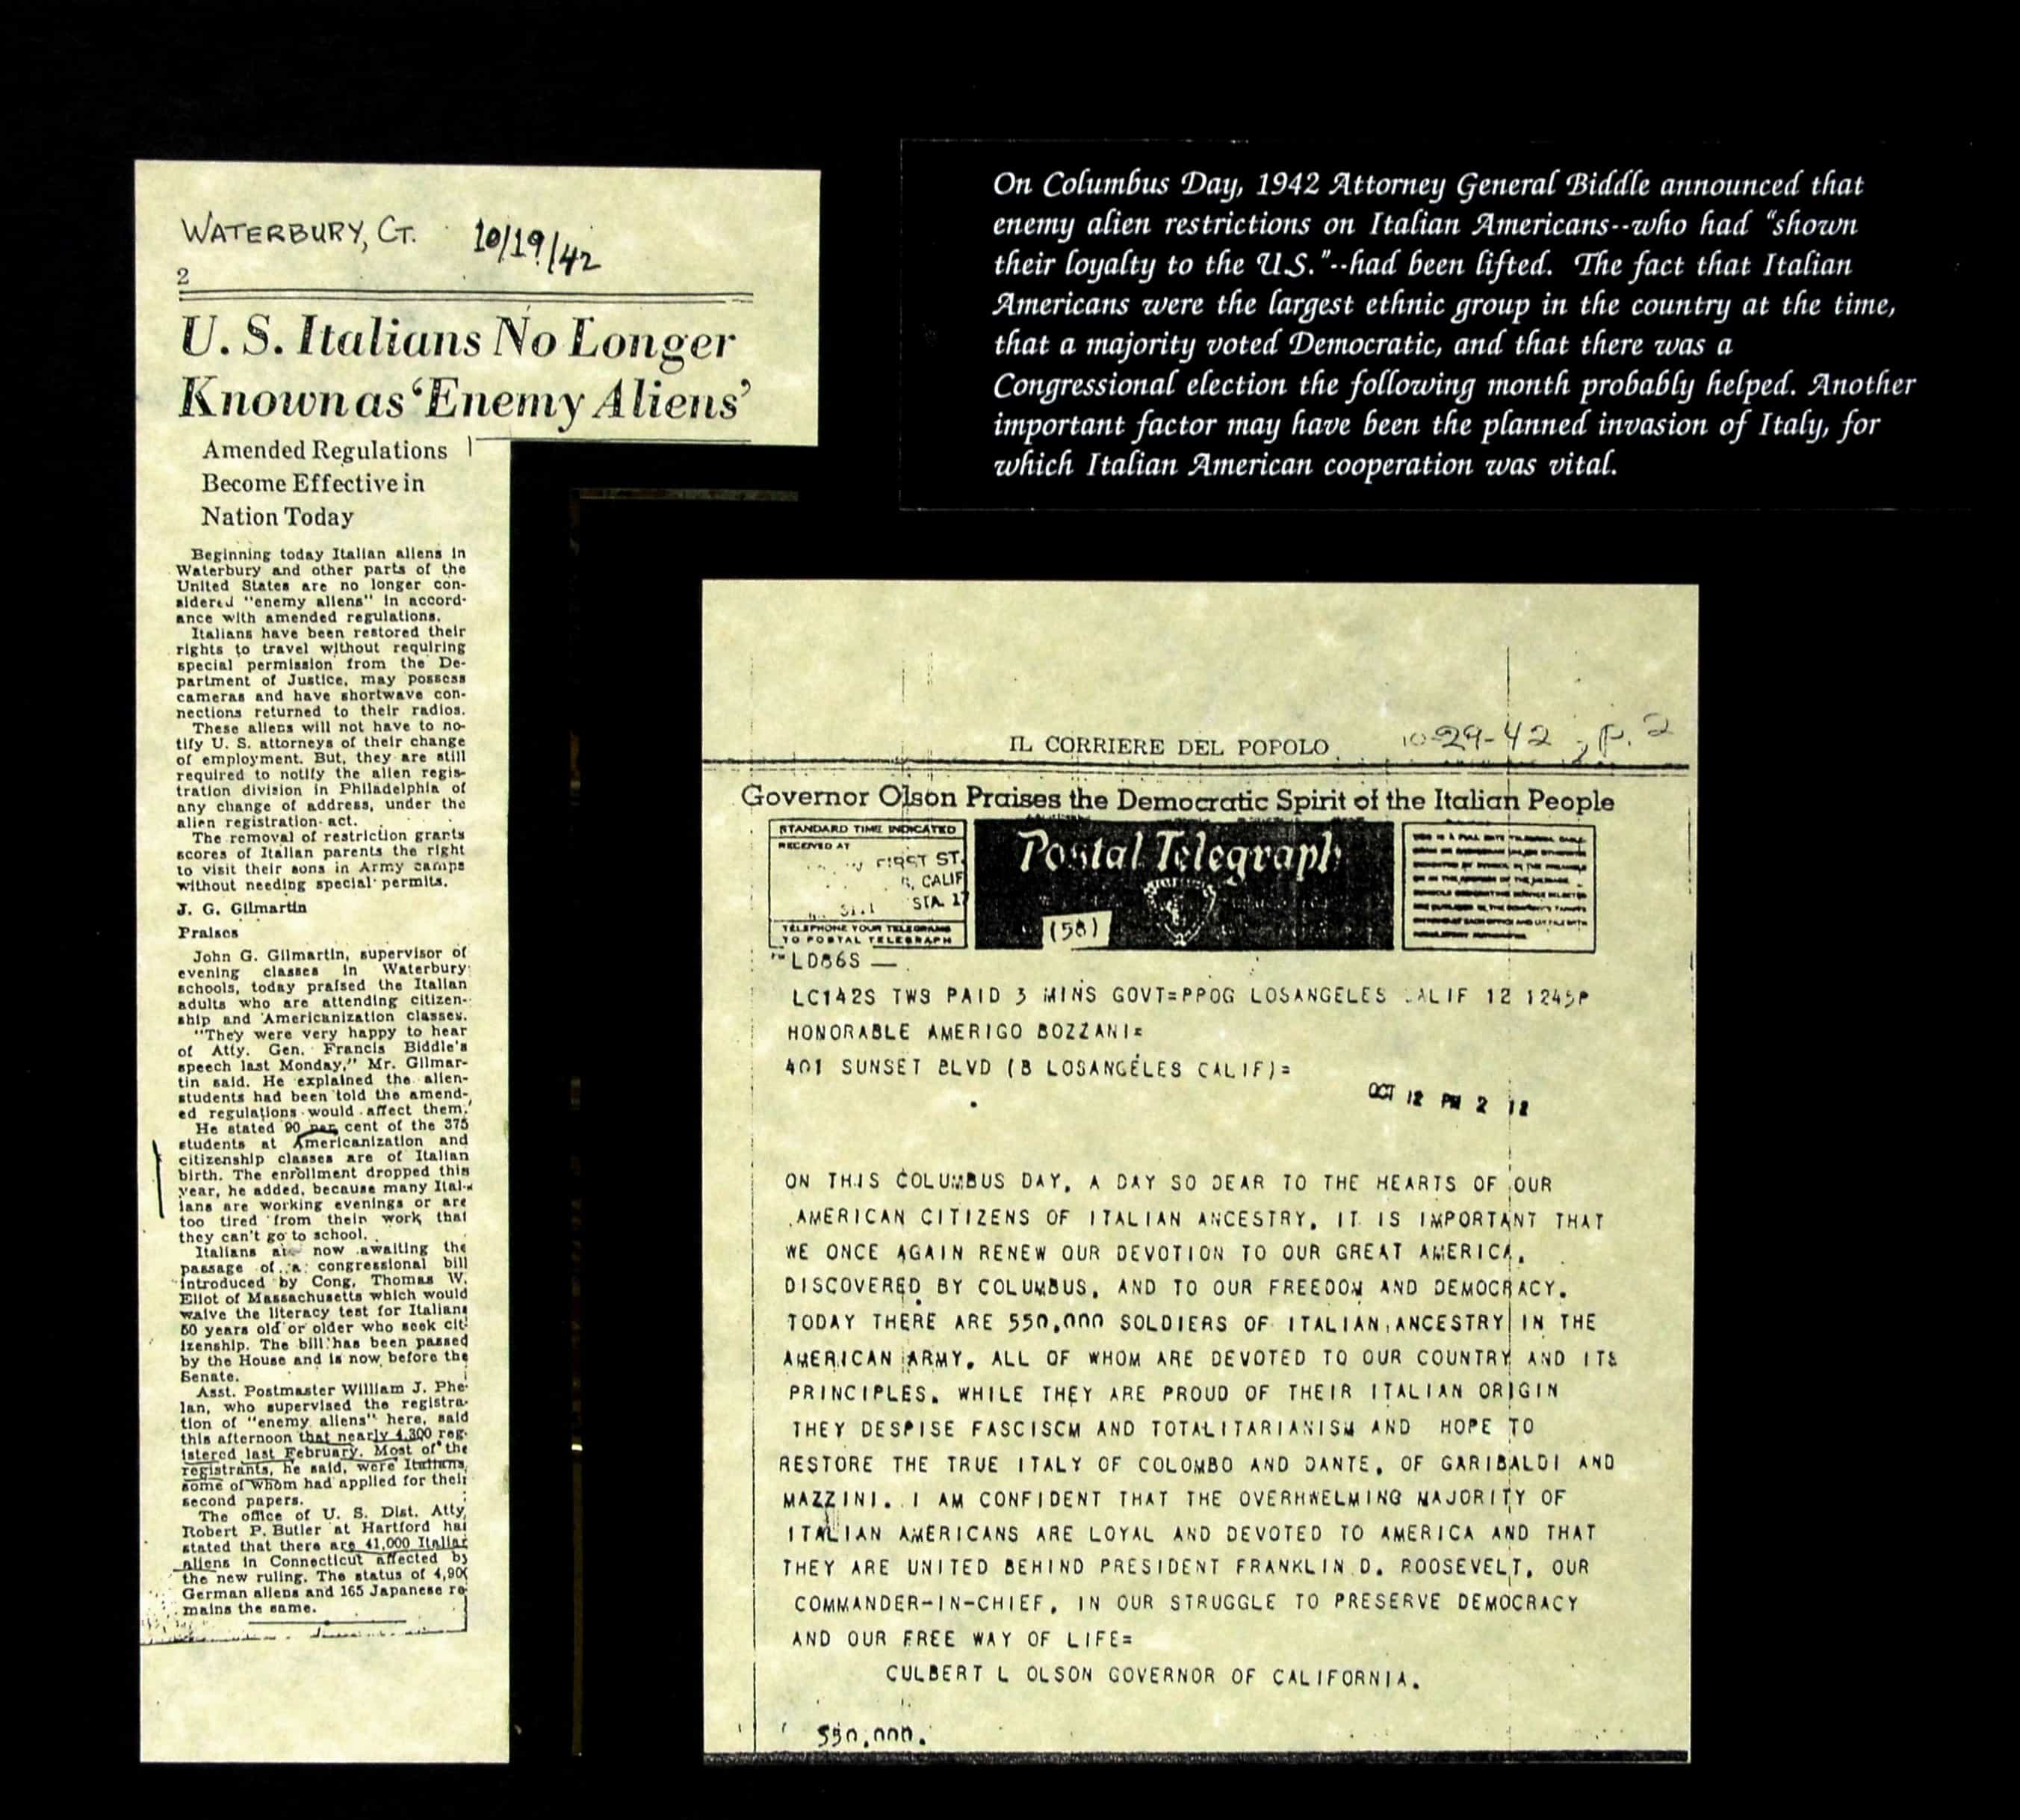 WATERBURY, CT. 10/19/42
2
U. S. Italians No Longer
Known as 'Enemy Aliens'
Amended Regulations
Become Effective in
Nation Today
Beginning today Italian aliens in
Waterbury and other parts of the
United States are no longer con-
sidered "enemy aliens" in accord-
ance with amended regulations.
Italians have been restored their
rights to travel without requiring
special permission from the De-
partment of Justice, may possess
cameras and have shortwave con-
nections returned to their radios.
These aliens will not have to no-
tify U. S. attorneys of their change
of employment. But, they are still
required to notify the alien regis-
tration division in Philadelphia of
any change of address, under the
alien registration act.
The removal of restriction grants
scores of Italian parents the right
to visit their sons in Army camps
without needing special permits.
J. G. Gilmartin
Praises
John G. Gilmartin, supervisor of
evening classes in Waterbury
schools, today praised the Italian
adults who are attending citizen-
ship and Americanization classes.
"They were very happy to hear
of Atty. Gen. Francis Biddle's
speech last Monday," Mr. Gilmar-
tin said. He explained the alien-
students had been told the amend-
ed regulations would affect them.
He stated 90 per cent of the 375
students at Americanization and
citizenship classes are of Italian
birth. The enrollment dropped this
year, he added, because many Ital-
ians are working evenings or are
too tired from their work that
they can't go to school.
Italians are now awaiting the
passage of a congressional bill
introduced by Cong. Thomas W.
Eliot of Massachusetts which would
waive the literacy test for Italians
50 years old or older who seek cit-
izenship. The bill has been passed
by the House and is now before the
Senate.
Asst. Postmaster William J. Phe-
lan, who supervised the registra-
tion of "enemy aliens" here, said
this afternoon that nearly 4,300 reg-
istered last February. Most of the
registrants, he said, were Italians,
some of whom had applied for their
second papers.
The office of U. S. Dist. Atty.
Robert P. Butler at Hartford has
stated that there are 41,000 Italian
aliens in Connecticut affected by
the new ruling. The status of 4,900
German aliens and 165 Japanese re-
mains the same.
On Columbus Day, 1942 Attorney General Biddle announced that
enemy alien restrictions on Italian Americans--who had "shown
their loyalty to the U.S."--had been lifted. The fact that Italian
Americans were the largest ethnic group in the country at the time,
that a majority voted Democratic, and that there was a
Congressional election the following month probably helped. Another
important factor may have been the planned invasion of Italy, for
which Italian American cooperation was vital.
IL CORRIERE DEL POPOLO 10-29-42, p. 2
Governor Olson Praises the Democratic Spirit of the Italian People
STANDARD TIME INDICATED
RECEIVED AT
FIRST ST.
CALIF
STA. 17
TELEPHONE YOUR TELEGRAMS
TO POSTAL TELEGRAPH
Postal Telegraph
(58)
LD86S —
LC142S TWS PAID 3 MINS GOVT=PPOG LOSANGELES CALIF 12 1245P
HONORABLE AMERIGO BOZZANI=
401 SUNSET BLVD (B LOSANGELES CALIF)=
OCT 12 PM 2 12
ON THIS COLUMBUS DAY, A DAY SO DEAR TO THE HEARTS OF OUR
AMERICAN CITIZENS OF ITALIAN ANCESTRY, IT IS IMPORTANT THAT
WE ONCE AGAIN RENEW OUR DEVOTION TO OUR GREAT AMERICA,
DISCOVERED BY COLUMBUS, AND TO OUR FREEDOM AND DEMOCRACY.
TODAY THERE ARE 550,000 SOLDIERS OF ITALIAN ANCESTRY IN THE
AMERICAN ARMY, ALL OF WHOM ARE DEVOTED TO OUR COUNTRY AND ITS
PRINCIPLES. WHILE THEY ARE PROUD OF THEIR ITALIAN ORIGIN
THEY DESPISE FASCISCM AND TOTALITARIANISM AND HOPE TO
RESTORE THE TRUE ITALY OF COLOMBO AND DANTE, OF GARIBALDI AND
MAZZINI. I AM CONFIDENT THAT THE OVERHWELMING MAJORITY OF
ITALIAN AMERICANS ARE LOYAL AND DEVOTED TO AMERICA AND THAT
THEY ARE UNITED BEHIND PRESIDENT FRANKLIN D. ROOSEVELT, OUR
COMMANDER-IN-CHIEF, IN OUR STRUGGLE TO PRESERVE DEMOCRACY
AND OUR FREE WAY OF LIFE=
CULBERT L OLSON GOVERNOR OF CALIFORNIA.
550,000.